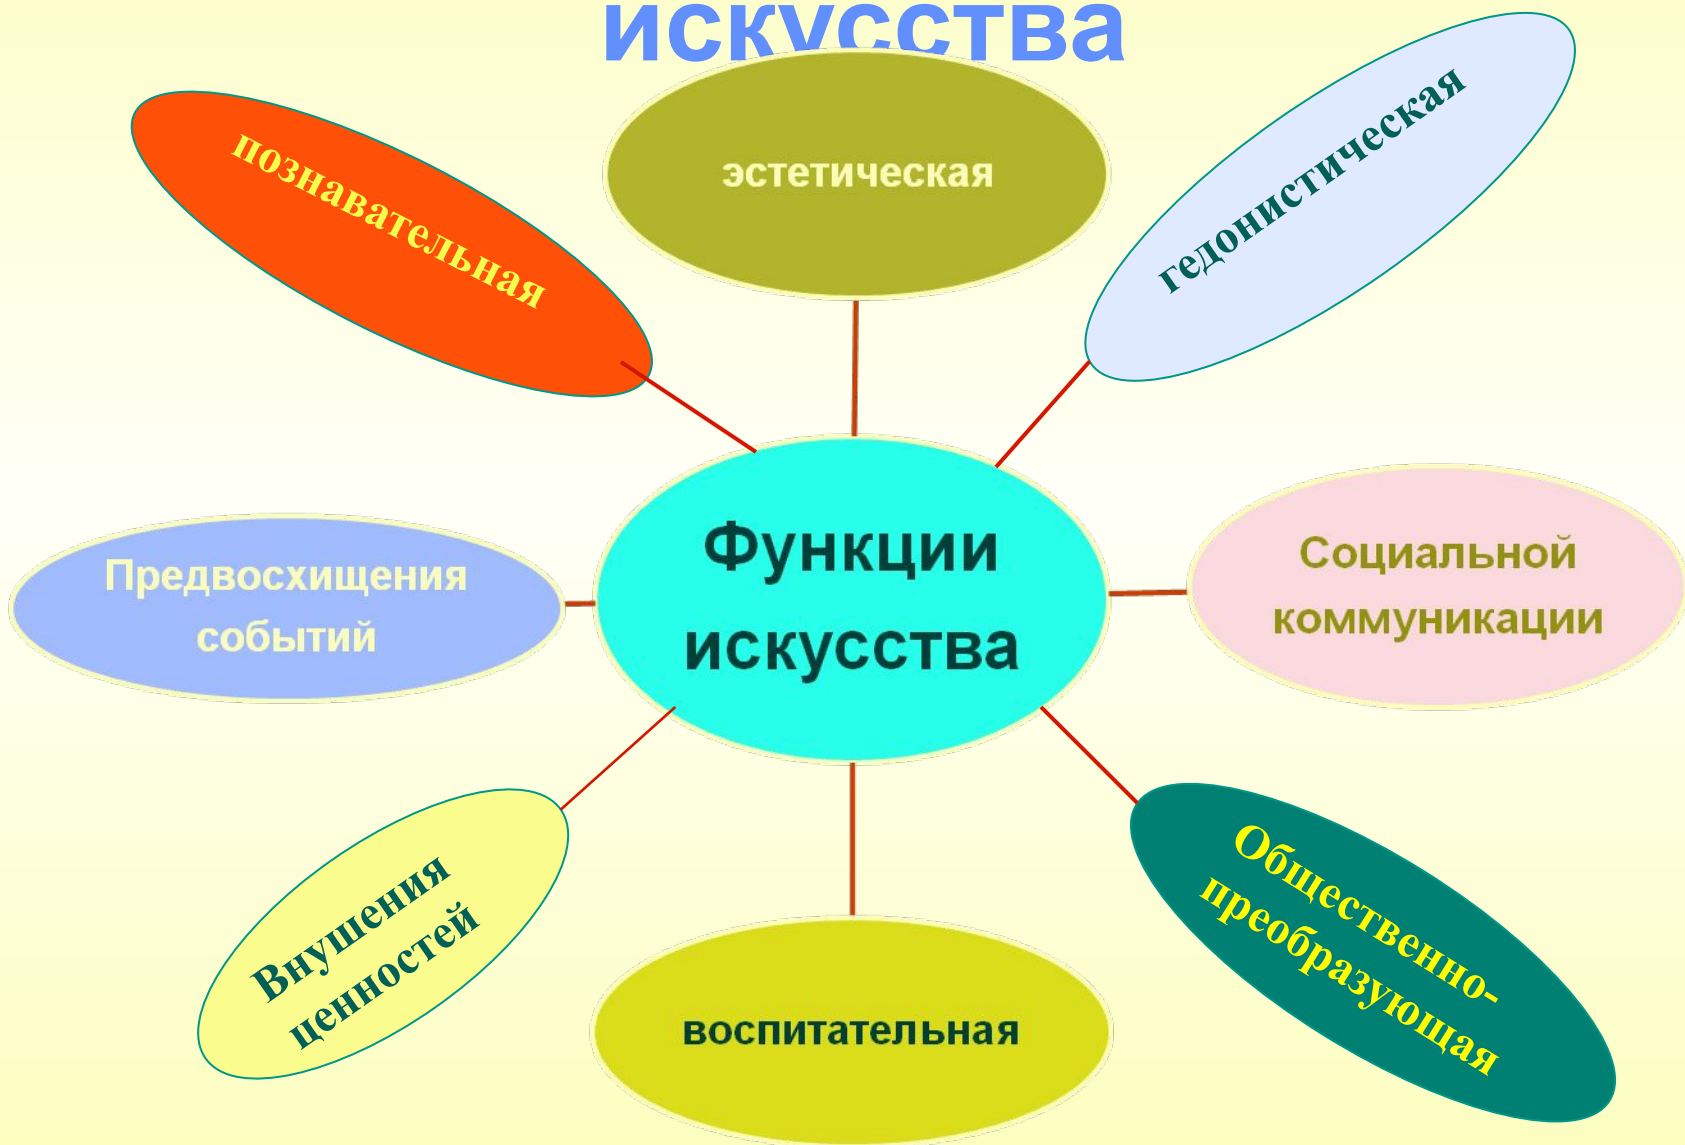 искусства
эстетическая
познавательная
гедонистическая
Функции
искусства
Предвосхищения
событий
Социальной
коммуникации
Внушения
ценностей
воспитательная
Общественно-
преобразующая